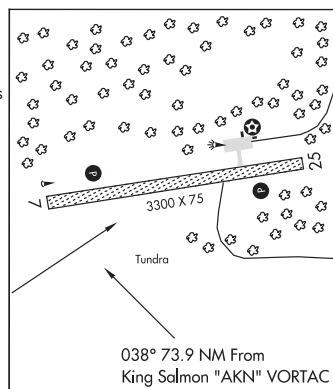 s
P
25
7
3300 X 75
P
Tundra
038° 73.9 NM From
King Salmon "AKN" VORTAC